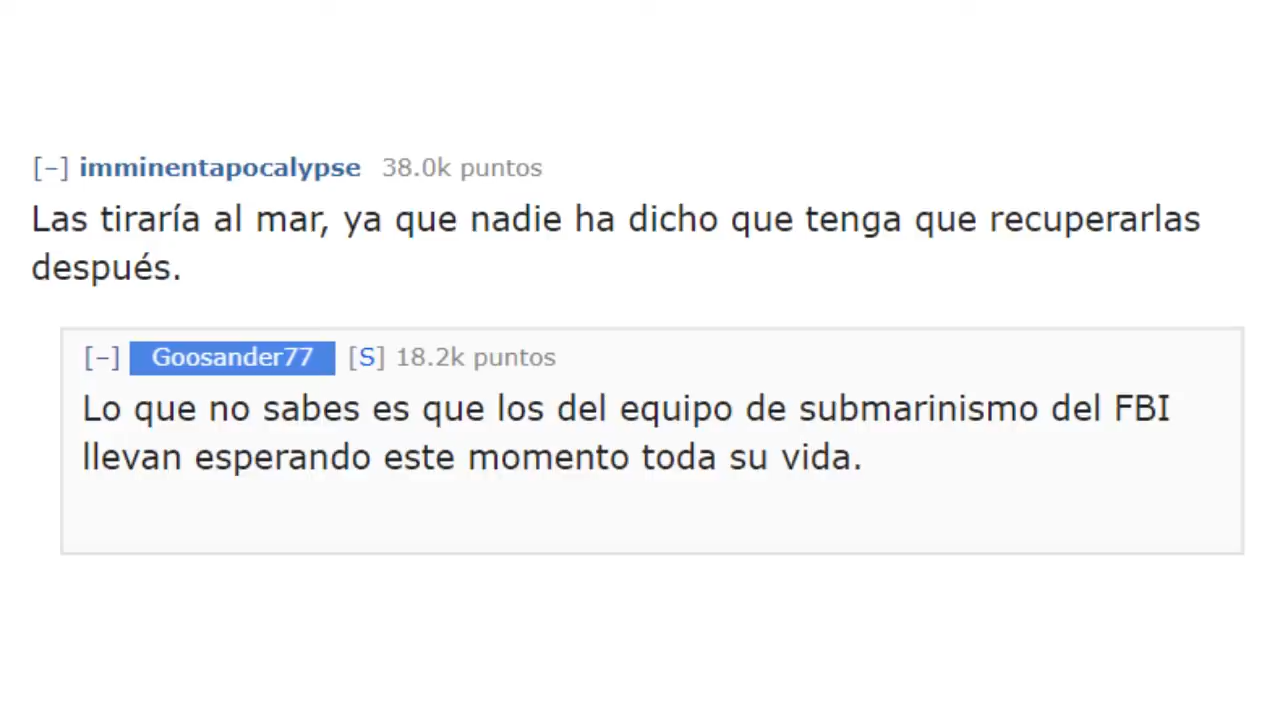 [–] imminentapocalypse 38.0k puntos
Las tiraría al mar, ya que nadie ha dicho que tenga que recuperarlas
después.
[–] Goosander77 [S] 18.2k puntos
Lo que no sabes es que los del equipo de submarinismo del FBI
llevan esperando este momento toda su vida.